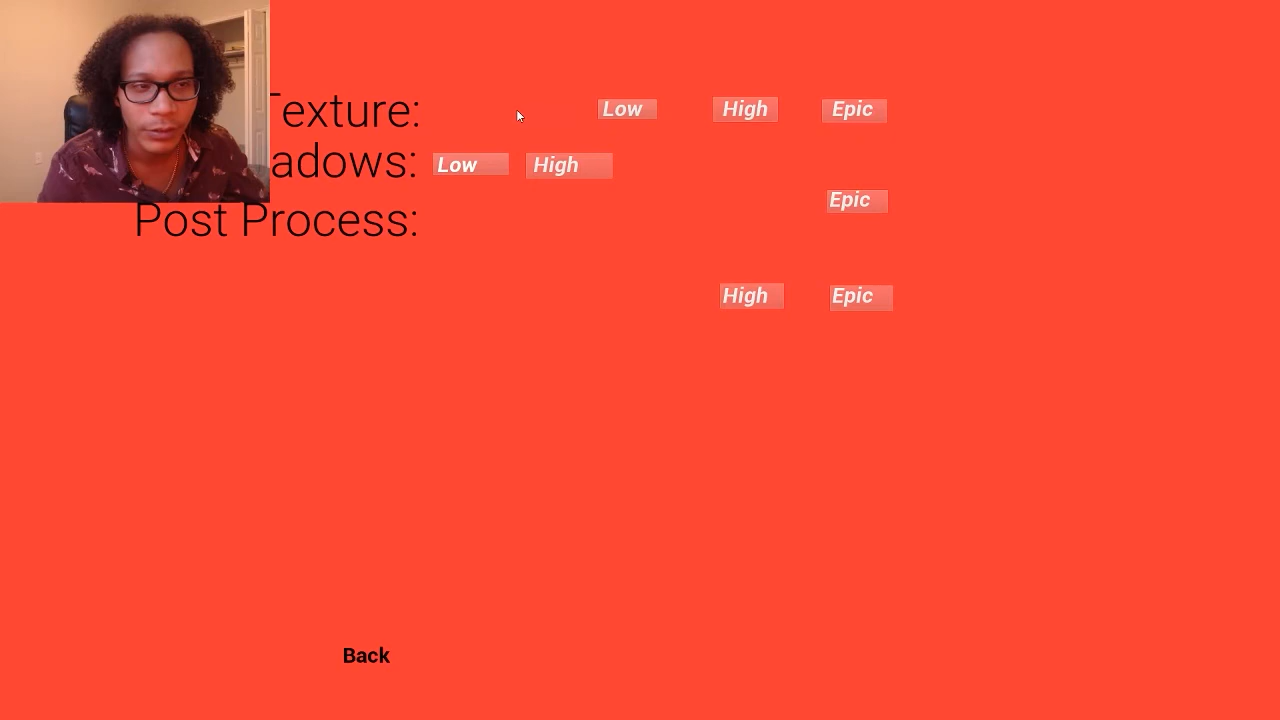 Texture: Low High Epic
adows: Low High
Epic
Post Process:
High Epic
Back